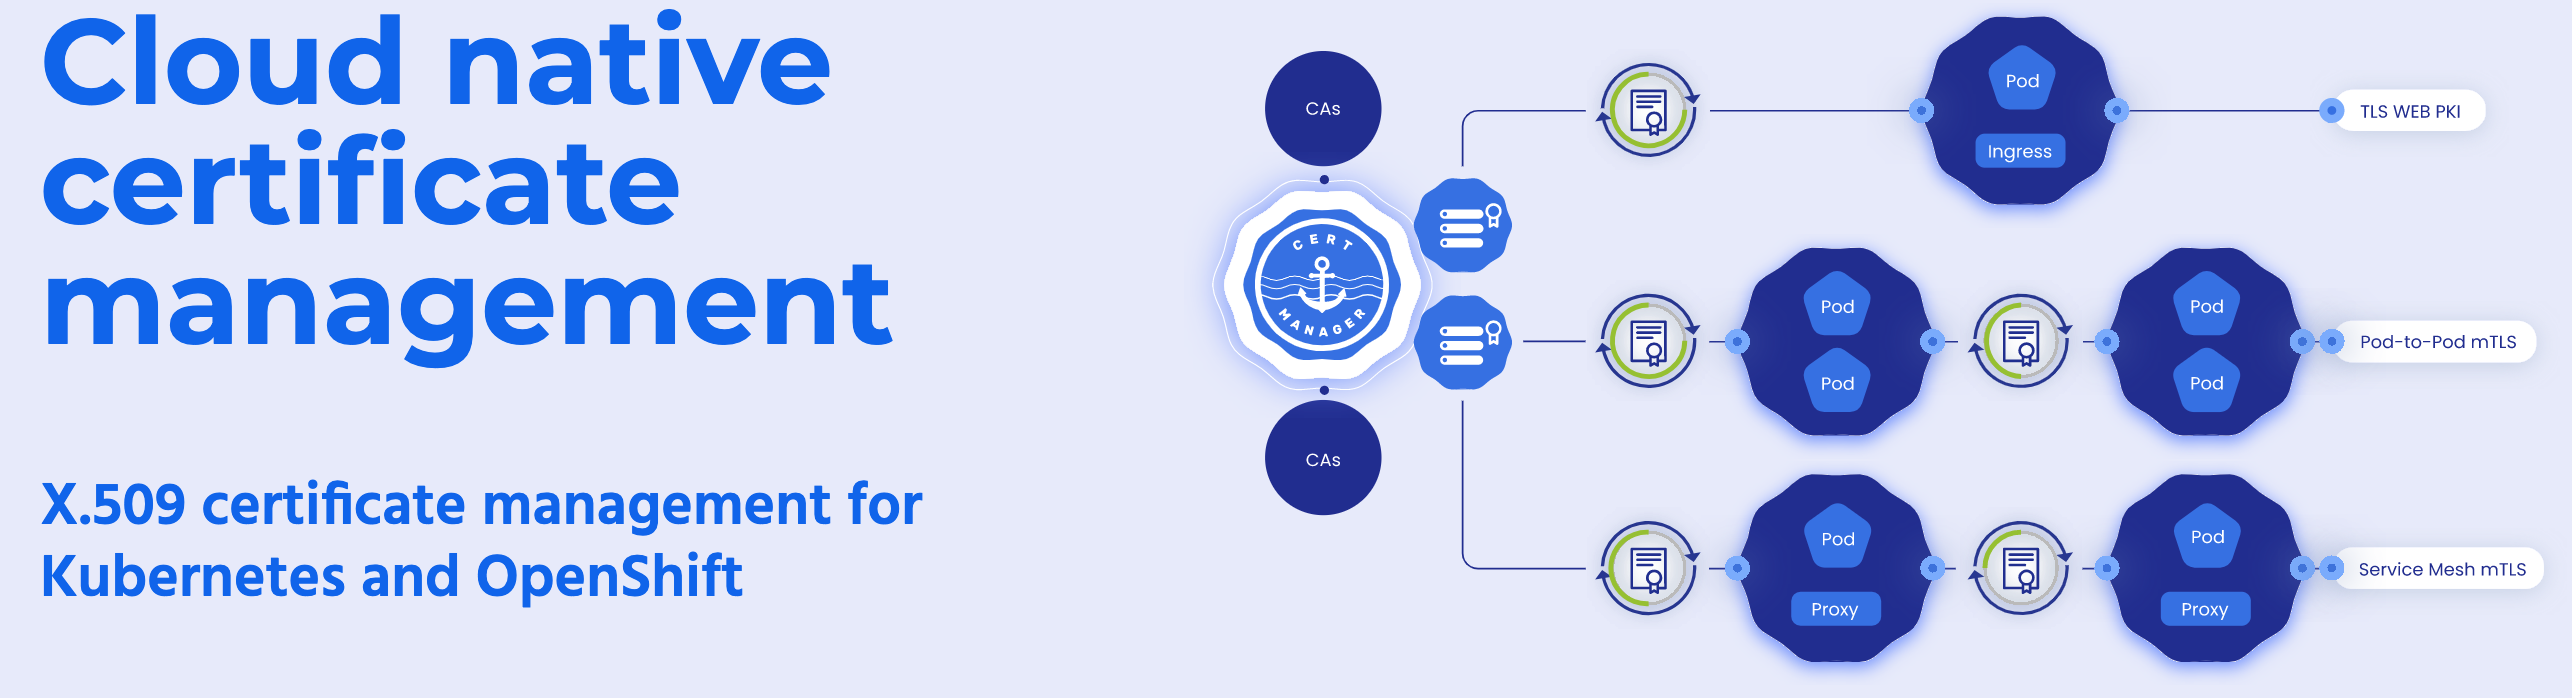 Cloud native
certificate
management
X.509 certificate management for
Kubernetes and OpenShift
CAs
CERT
MANAGER
CAs
Pod
Ingress
TLS WEB PKI
Pod
Pod
Pod
Pod
Pod-to-Pod mTLS
Pod
Proxy
Pod
Proxy
Service Mesh mTLS